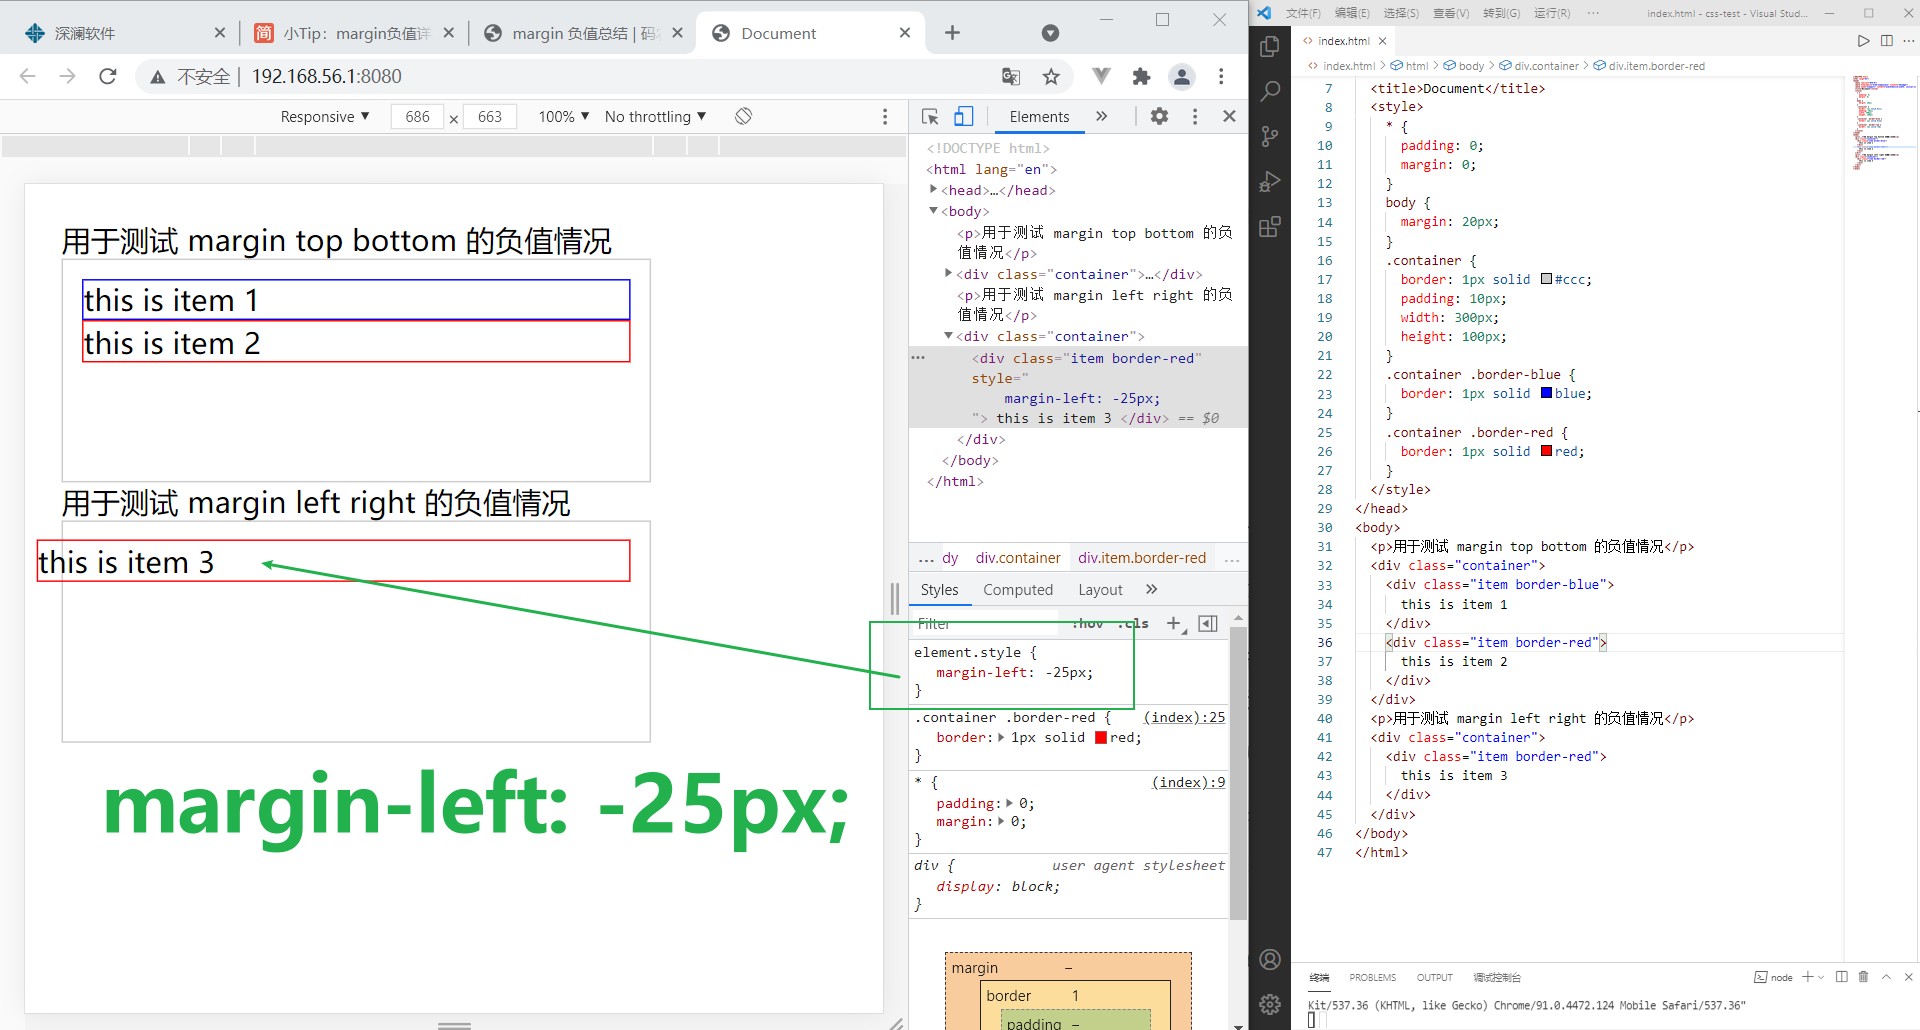 深澜软件
小Tip：margin负值详
margin 负值总结 | 码
Document
不安全 | 192.168.56.1:8080
Responsive ▼ 686 x 663 100% ▼ No throttling ▼
用于测试 margin top bottom 的负值情况
this is item 1
this is item 2
用于测试 margin left right 的负值情况
this is item 3
margin-left: -25px;
Elements »
<!DOCTYPE html>
<html lang="en">
<head>…</head>
<body>
<p>用于测试 margin top bottom 的负
值情况</p>
<div class="container">…</div>
<p>用于测试 margin left right 的负
值情况</p>
<div class="container">
<div class="item border-red"
style="
margin-left: -25px;
"> this is item 3 </div> == $0
</div>
</body>
</html>
… dy div.container div.item.border-red …
Styles Computed Layout »
Filter :hov .cls +
element.style {
margin-left: -25px;
}
.container .border-red { (index):25
border: 1px solid red;
}
* { (index):9
padding: 0;
margin: 0;
}
div { user agent stylesheet
display: block;
}
margin –
border 1
padding –
文件(F) 编辑(E) 选择(S) 查看(V) 转到(G) 运行(R) … index.html - css-test - Visual Stud...
<> index.html ×
<> index.html > html > body > div.container > div.item.border-red
7 <title>Document</title>
8 <style>
9 * {
10 padding: 0;
11 margin: 0;
12 }
13 body {
14 margin: 20px;
15 }
16 .container {
17 border: 1px solid #ccc;
18 padding: 10px;
19 width: 300px;
20 height: 100px;
21 }
22 .container .border-blue {
23 border: 1px solid blue;
24 }
25 .container .border-red {
26 border: 1px solid red;
27 }
28 </style>
29 </head>
30 <body>
31 <p>用于测试 margin top bottom 的负值情况</p>
32 <div class="container">
33 <div class="item border-blue">
34 this is item 1
35 </div>
36 <div class="item border-red">
37 this is item 2
38 </div>
39 </div>
40 <p>用于测试 margin left right 的负值情况</p>
41 <div class="container">
42 <div class="item border-red">
43 this is item 3
44 </div>
45 </div>
46 </body>
47 </html>
终端 PROBLEMS OUTPUT 调试控制台 node
Kit/537.36 (KHTML, like Gecko) Chrome/91.0.4472.124 Mobile Safari/537.36"